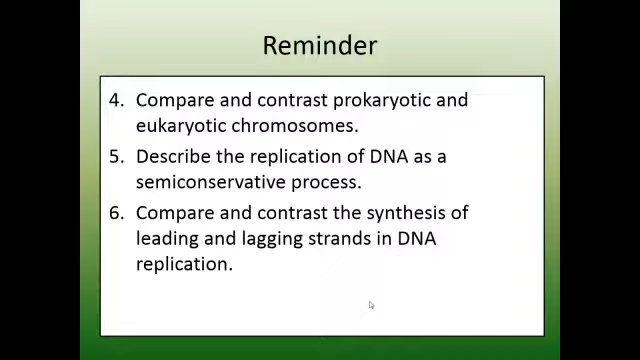 Reminder
4. Compare and contrast prokaryotic and
eukaryotic chromosomes.
5. Describe the replication of DNA as a
semiconservative process.
6. Compare and contrast the synthesis of
leading and lagging strands in DNA
replication.